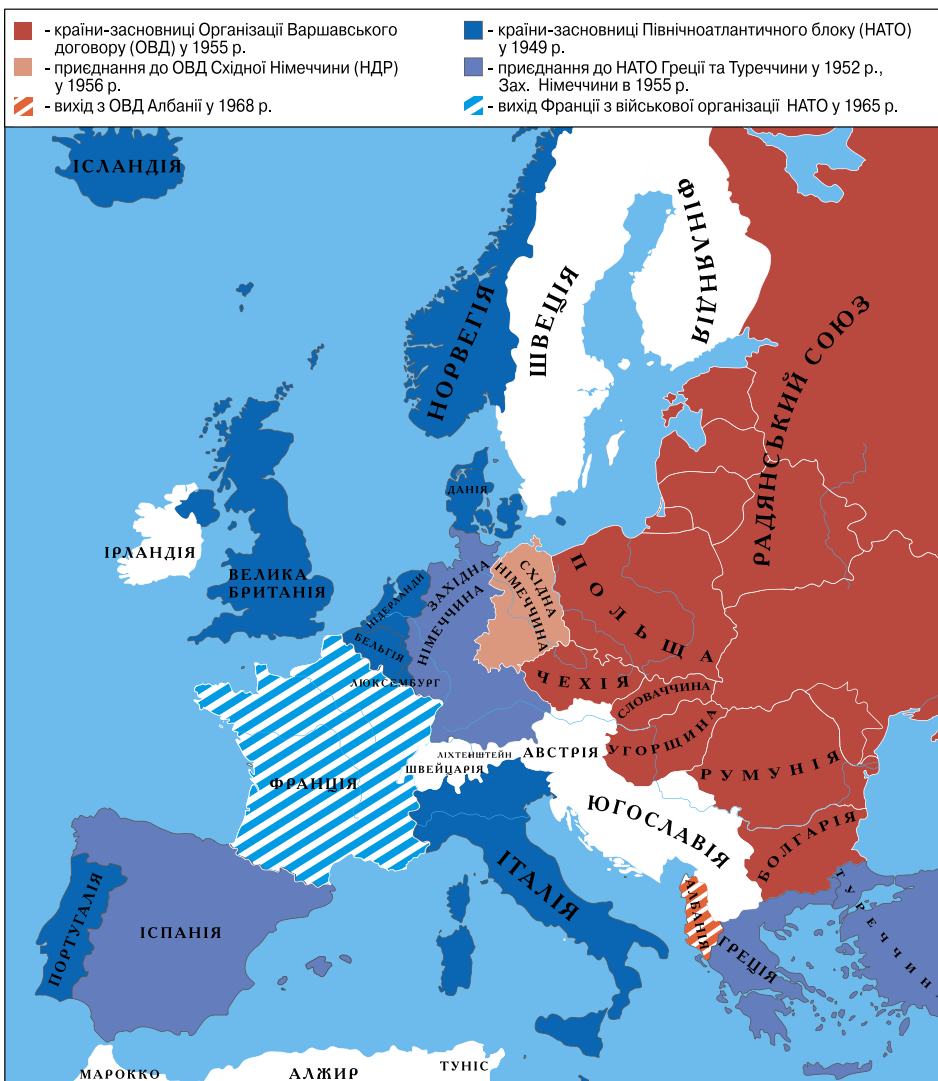 - країни-засновниці Організації Варшавського
договору (ОВД) у 1955 р.
- приєднання до ОВД Східної Німеччини (НДР)
у 1956 р.
- вихід з ОВД Албанії у 1968 р.
- країни-засновниці Північноатлантичного блоку (НАТО)
у 1949 р.
- приєднання до НАТО Греції та Туреччини у 1952 р.,
Зах. Німеччини в 1955 р.
- вихід Франції з військової організації НАТО у 1965 р.
ІСЛАНДІЯ
НОРВЕГІЯ
ШВЕЦІЯ
ФІНЛЯНДІЯ
РАДЯНСЬКИЙ СОЮЗ
ДАНІЯ
ІРЛАНДІЯ
ВЕЛИКА
БРИТАНІЯ
НІДЕРЛАНДИ
БЕЛЬГІЯ
ЛЮКСЕМБУРГ
ЗАХІДНА
НІМЕЧЧИНА
СХІДНА
НІМЕЧЧИНА
ПОЛЬЩА
ЧЕХІЯ
СЛОВАЧЧИНА
УГОРЩИНА
АВСТРІЯ
ЛІХТЕНШТЕЙН
ШВЕЙЦАРІЯ
ФРАНЦІЯ
РУМУНІЯ
ЮГОСЛАВІЯ
БОЛГАРІЯ
АЛБАНІЯ
ГРЕЦІЯ
ТУРЕЧЧИН
ІТАЛІЯ
ІСПАНІЯ
ПОРТУГАЛІЯ
МАРОККО
АЛЖИР
ТУНІС